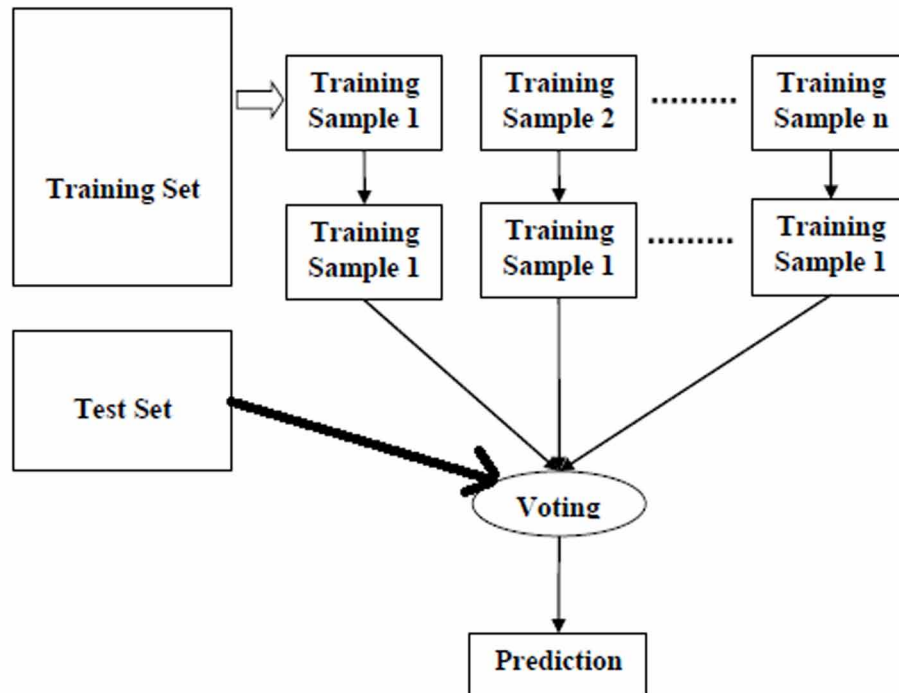 Training Set
Training
Sample 1
Training
Sample 2
Training
Sample n
Training
Sample 1
Training
Sample 1
Training
Sample 1
Test Set
Voting
Prediction